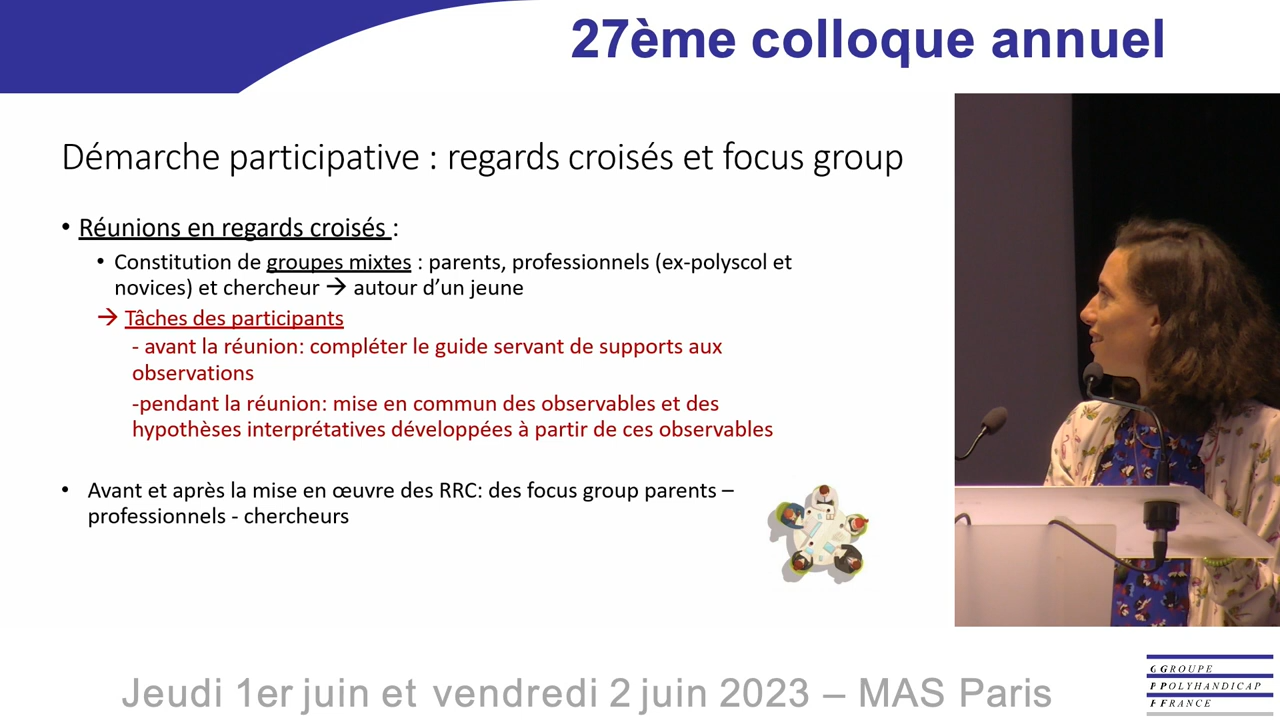 27ème colloque annuel
Démarche participative : regards croisés et focus group
• Réunions en regards croisés :
• Constitution de groupes mixtes : parents, professionnels (ex-polyscol et
novices) et chercheur → autour d’un jeune
→ Tâches des participants
- avant la réunion: compléter le guide servant de supports aux
observations
-pendant la réunion: mise en commun des observables et des
hypothèses interprétatives développées à partir de ces observables
• Avant et après la mise en œuvre des RRC: des focus group parents –
professionnels - chercheurs
Jeudi 1er juin et vendredi 2 juin 2023 – MAS Paris
G GROUPE
P POLYHANDICAP
F FRANCE